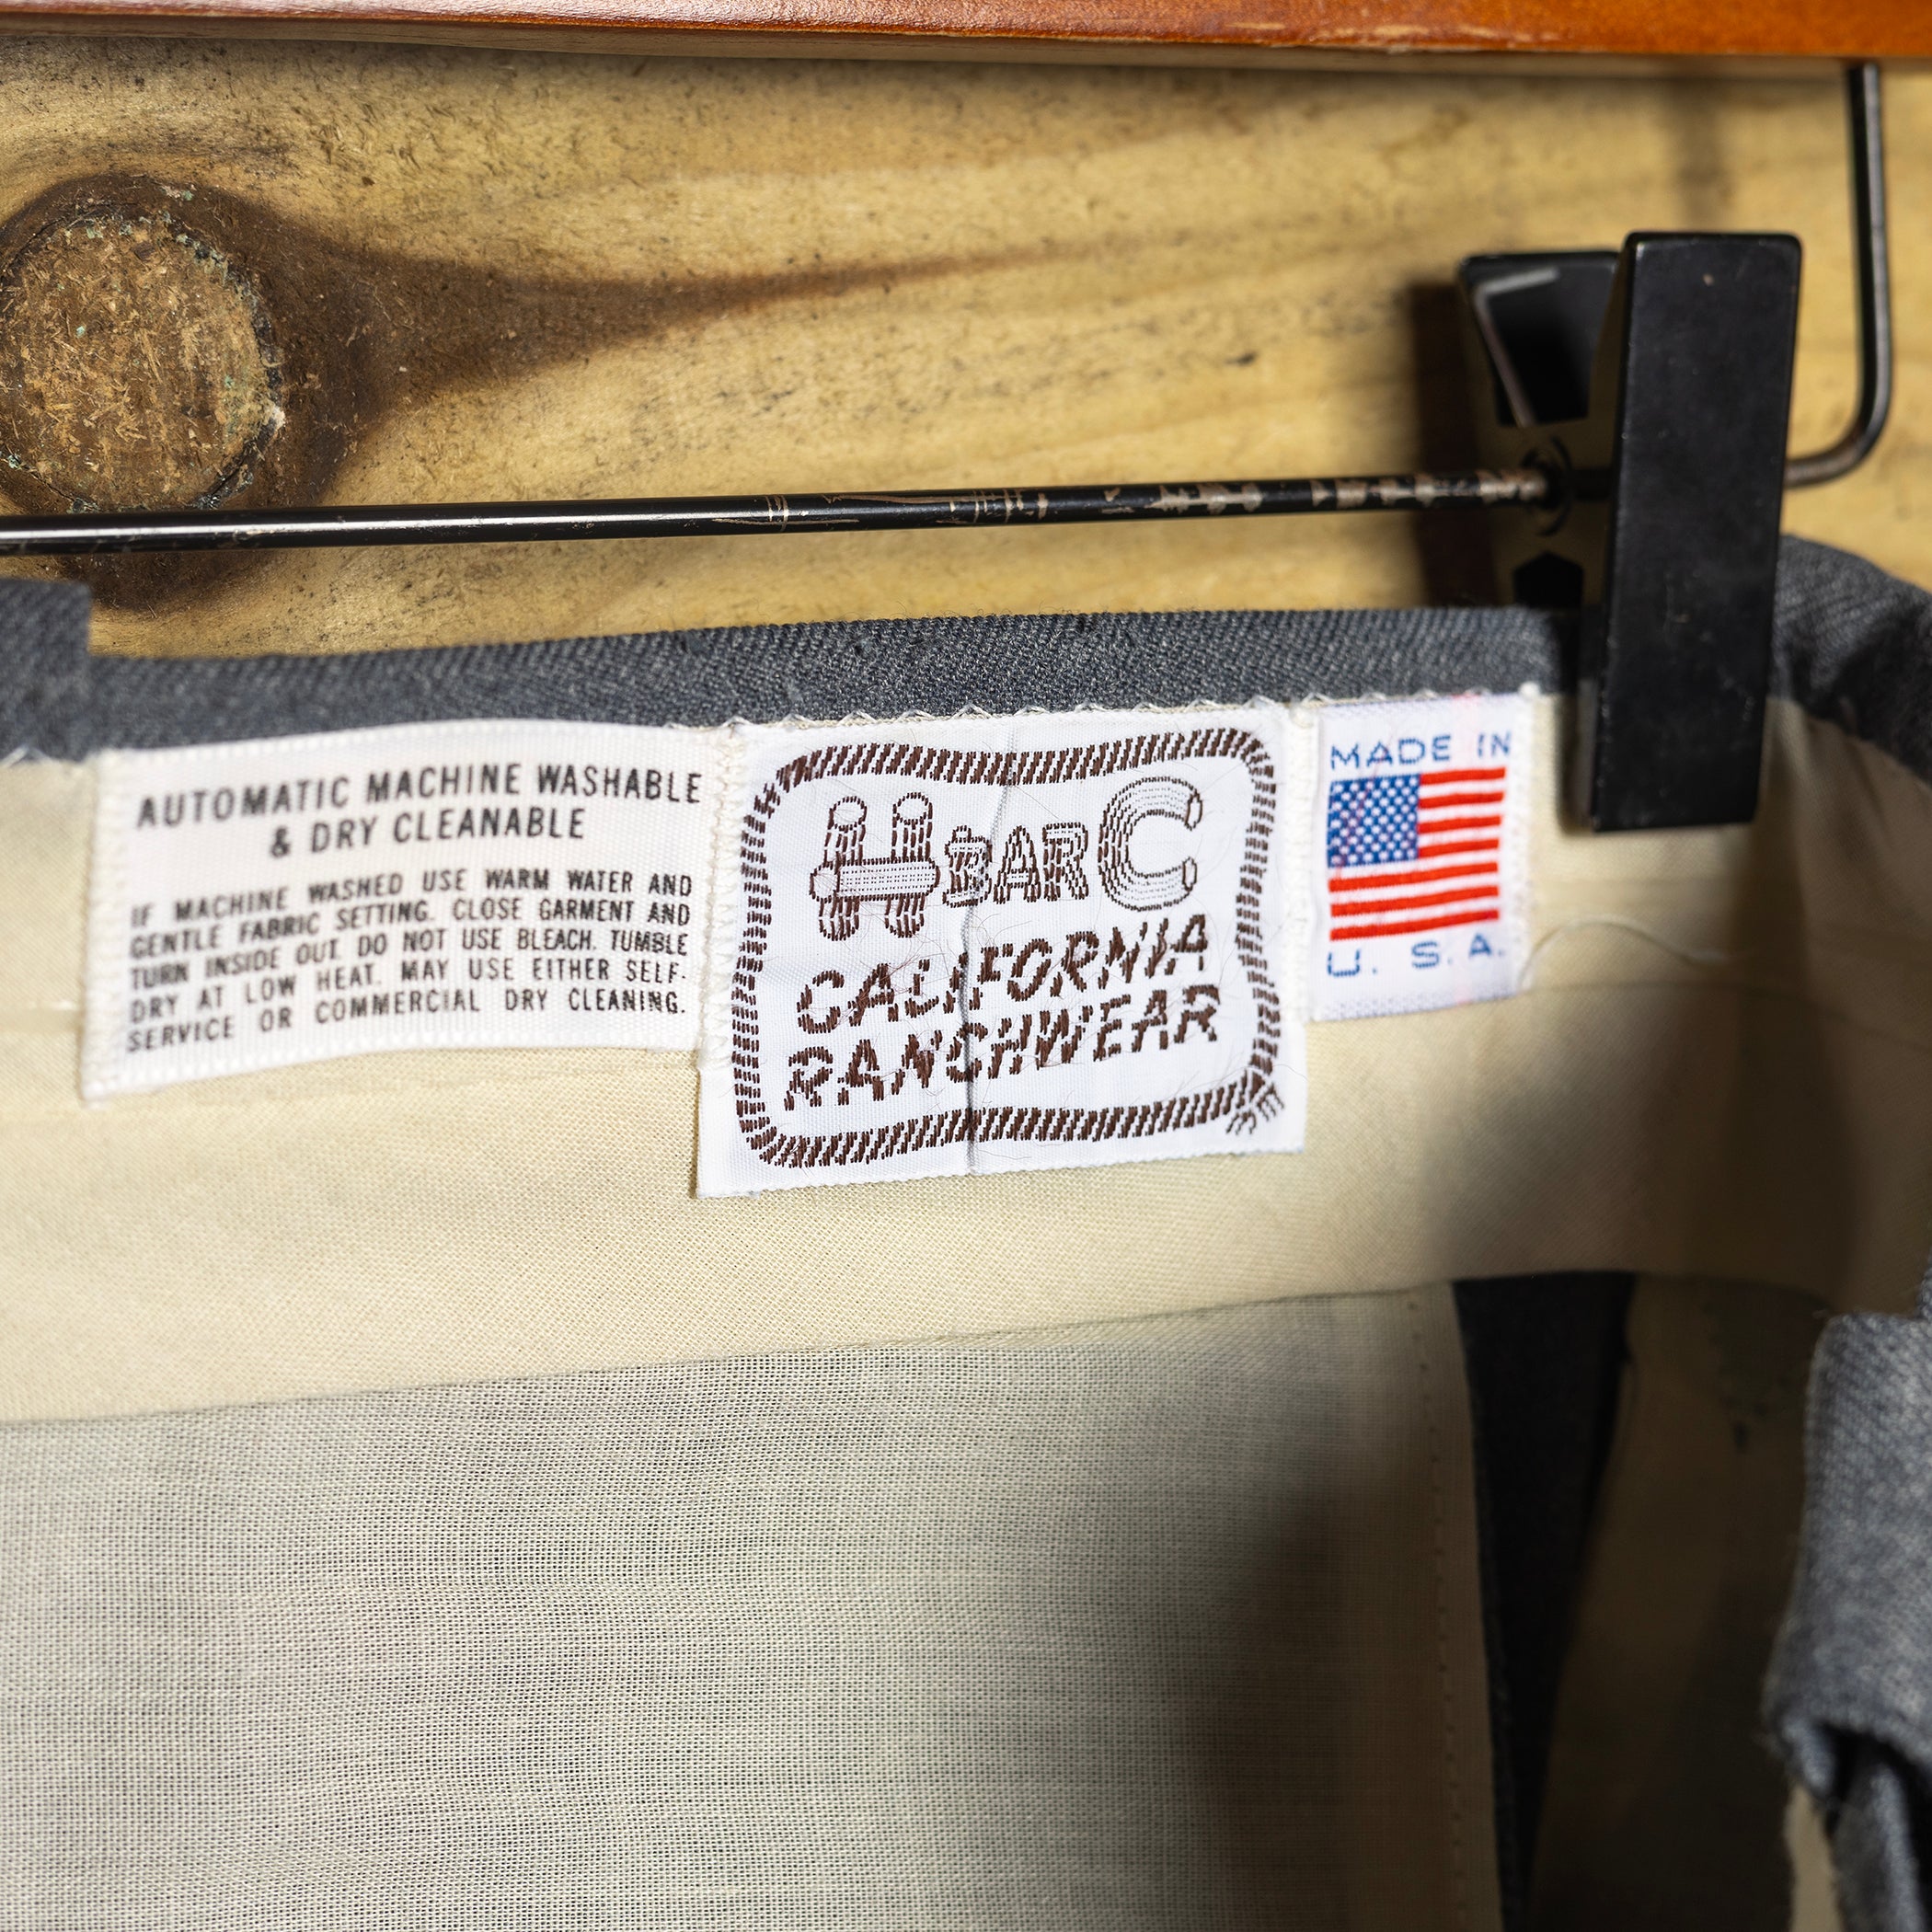 AUTOMATIC MACHINE WASHABLE
& DRY CLEANABLE
IF MACHINE WASHED USE WARM WATER AND
GENTLE FABRIC SETTING. CLOSE GARMENT AND
TURN INSIDE OUT. DO NOT USE BLEACH. TUMBLE
DRY AT LOW HEAT. MAY USE EITHER SELF-
SERVICE OR COMMERCIAL DRY CLEANING.
H BAR C
CALIFORNIA
RANCHWEAR
MADE IN
U. S. A.